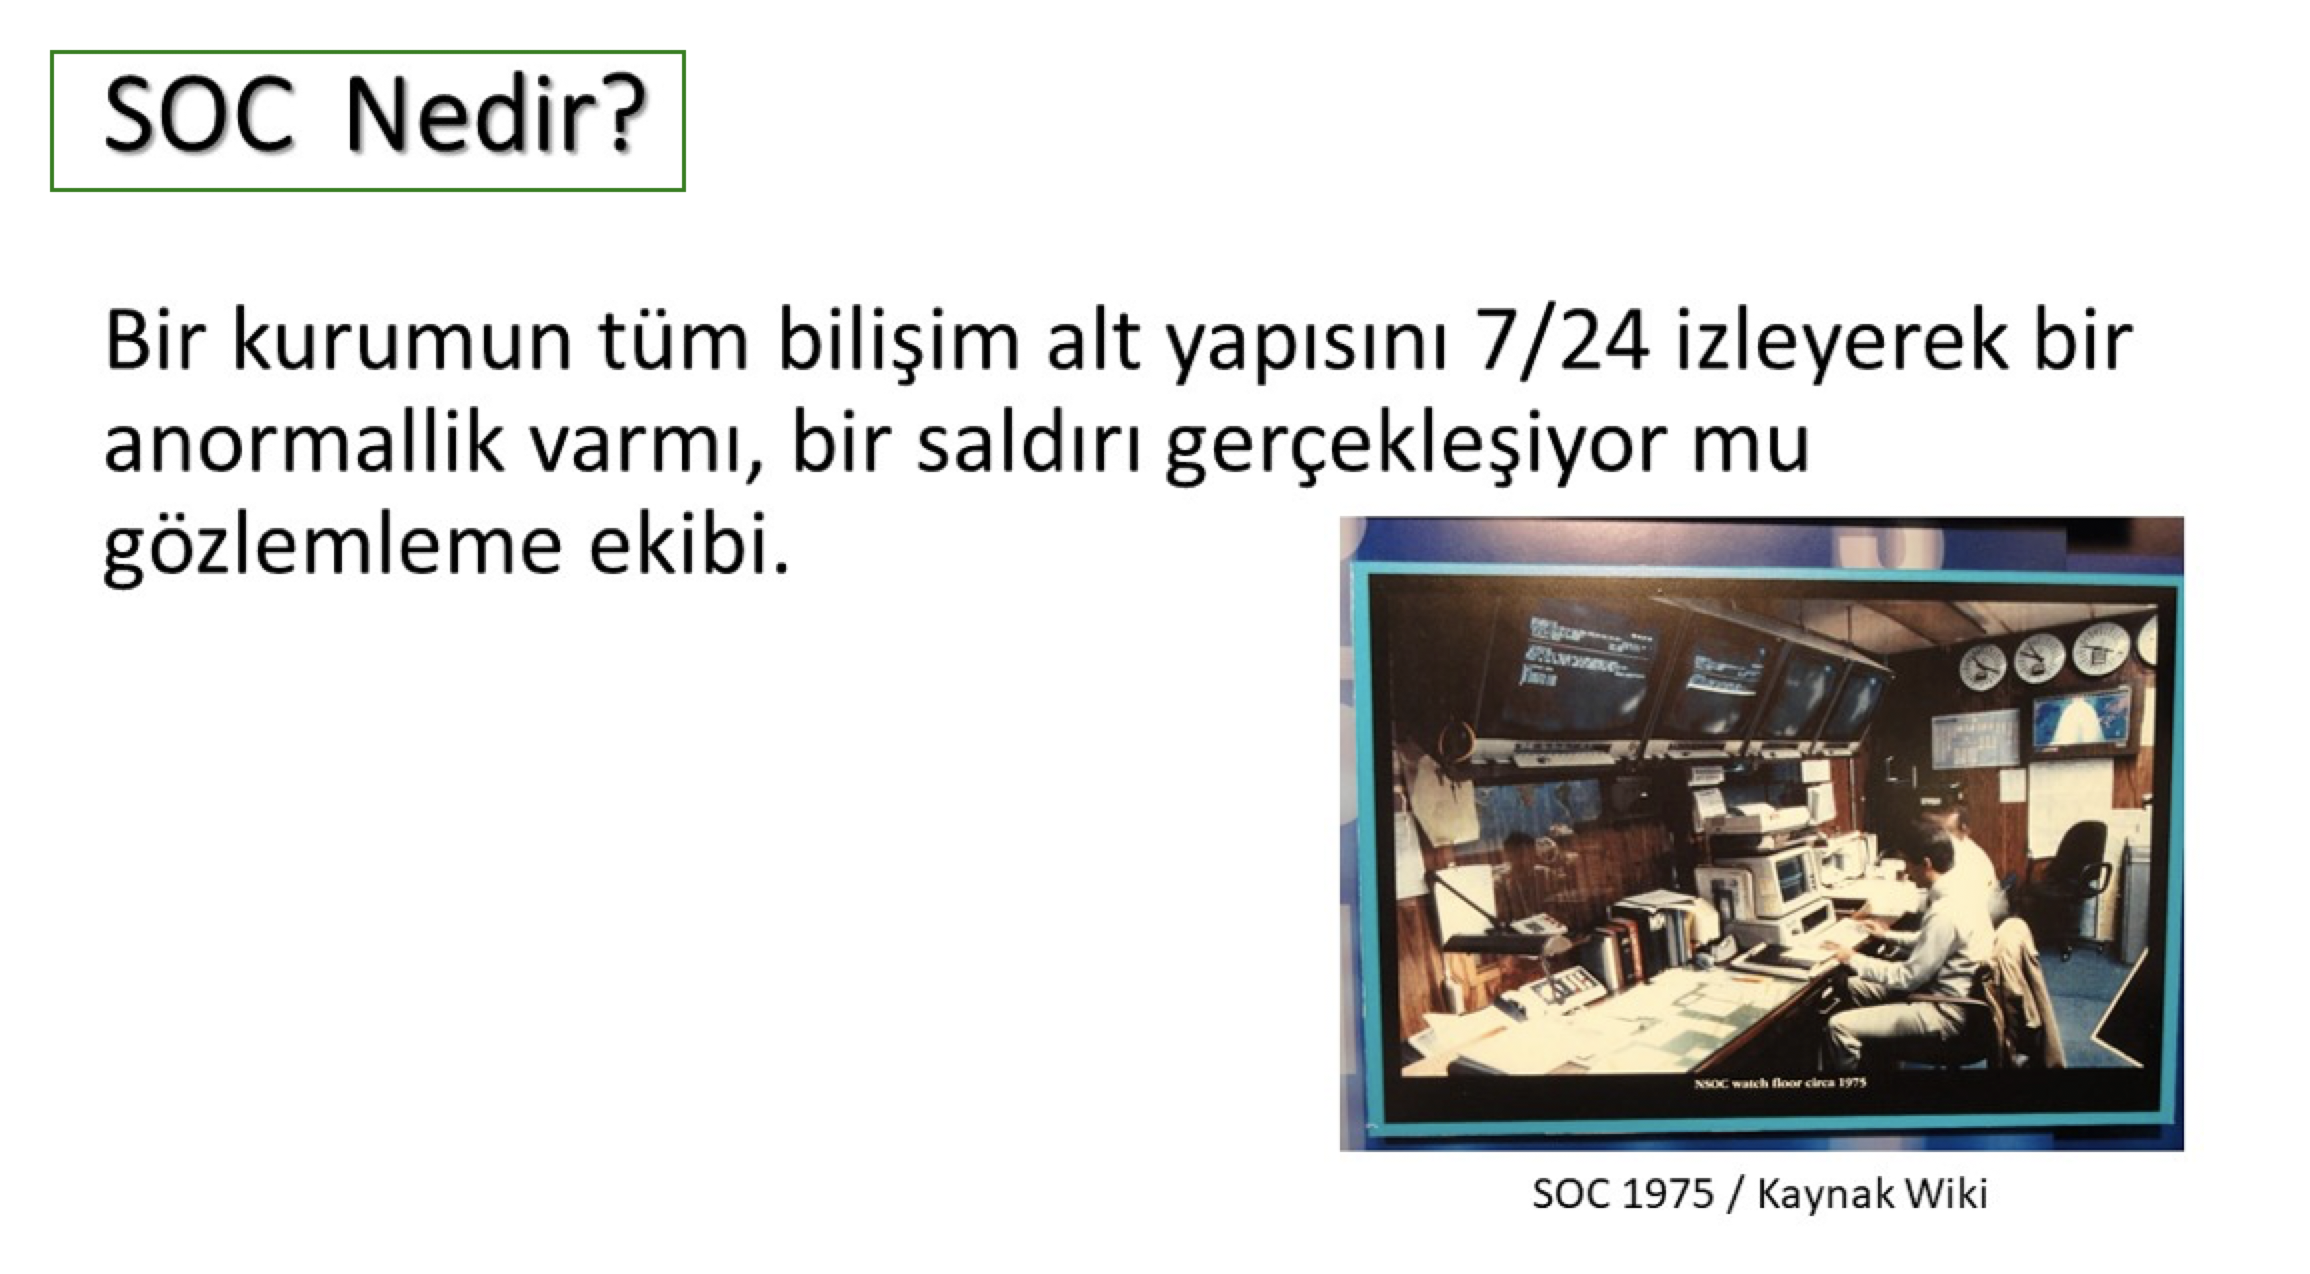 SOC Nedir?
Bir kurumun tüm bilişim alt yapısını 7/24 izleyerek bir
anormallik varmı, bir saldırı gerçekleşiyor mu
gözlemleme ekibi.
NSOC watch floor circa 1975
SOC 1975 / Kaynak Wiki